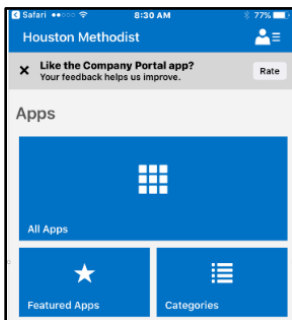 Safari 8:30 AM 77%
Houston Methodist
Like the Company Portal app?
Your feedback helps us improve.
Rate
Apps
All Apps
Featured Apps Categories